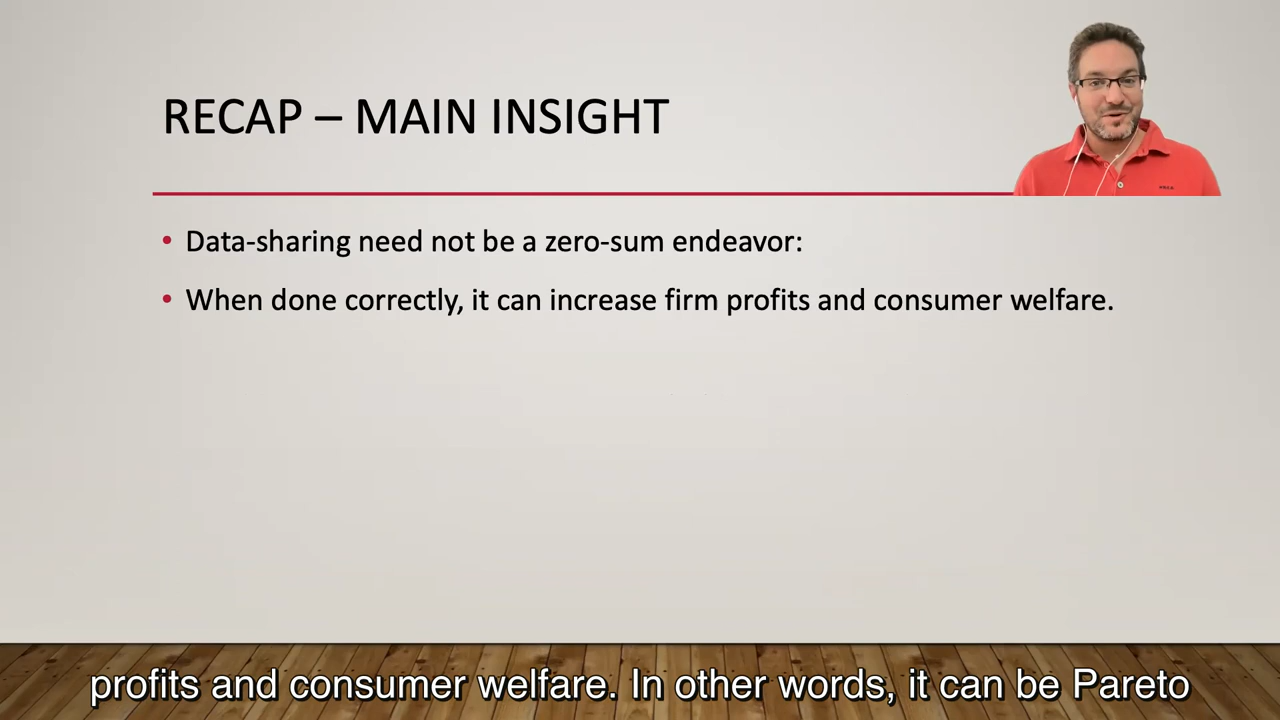 RECAP – MAIN INSIGHT
• Data-sharing need not be a zero-sum endeavor:
• When done correctly, it can increase firm profits and consumer welfare.
profits and consumer welfare. In other words, it can be Pareto